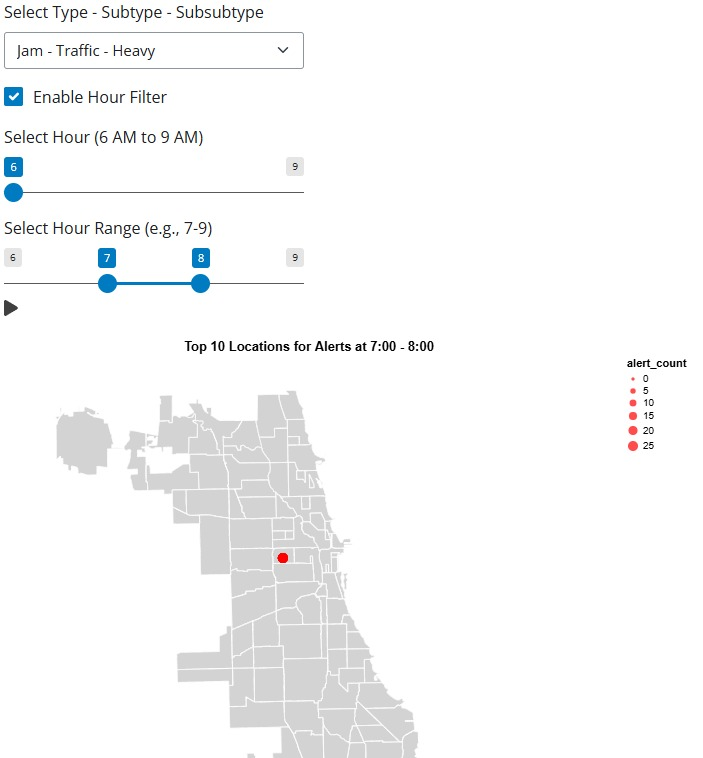 Select Type - Subtype - Subsubtype
Jam - Traffic - Heavy
Enable Hour Filter
Select Hour (6 AM to 9 AM)
6 9
Select Hour Range (e.g., 7-9)
6 7 8 9
Top 10 Locations for Alerts at 7:00 - 8:00
alert_count
0
5
10
15
20
25